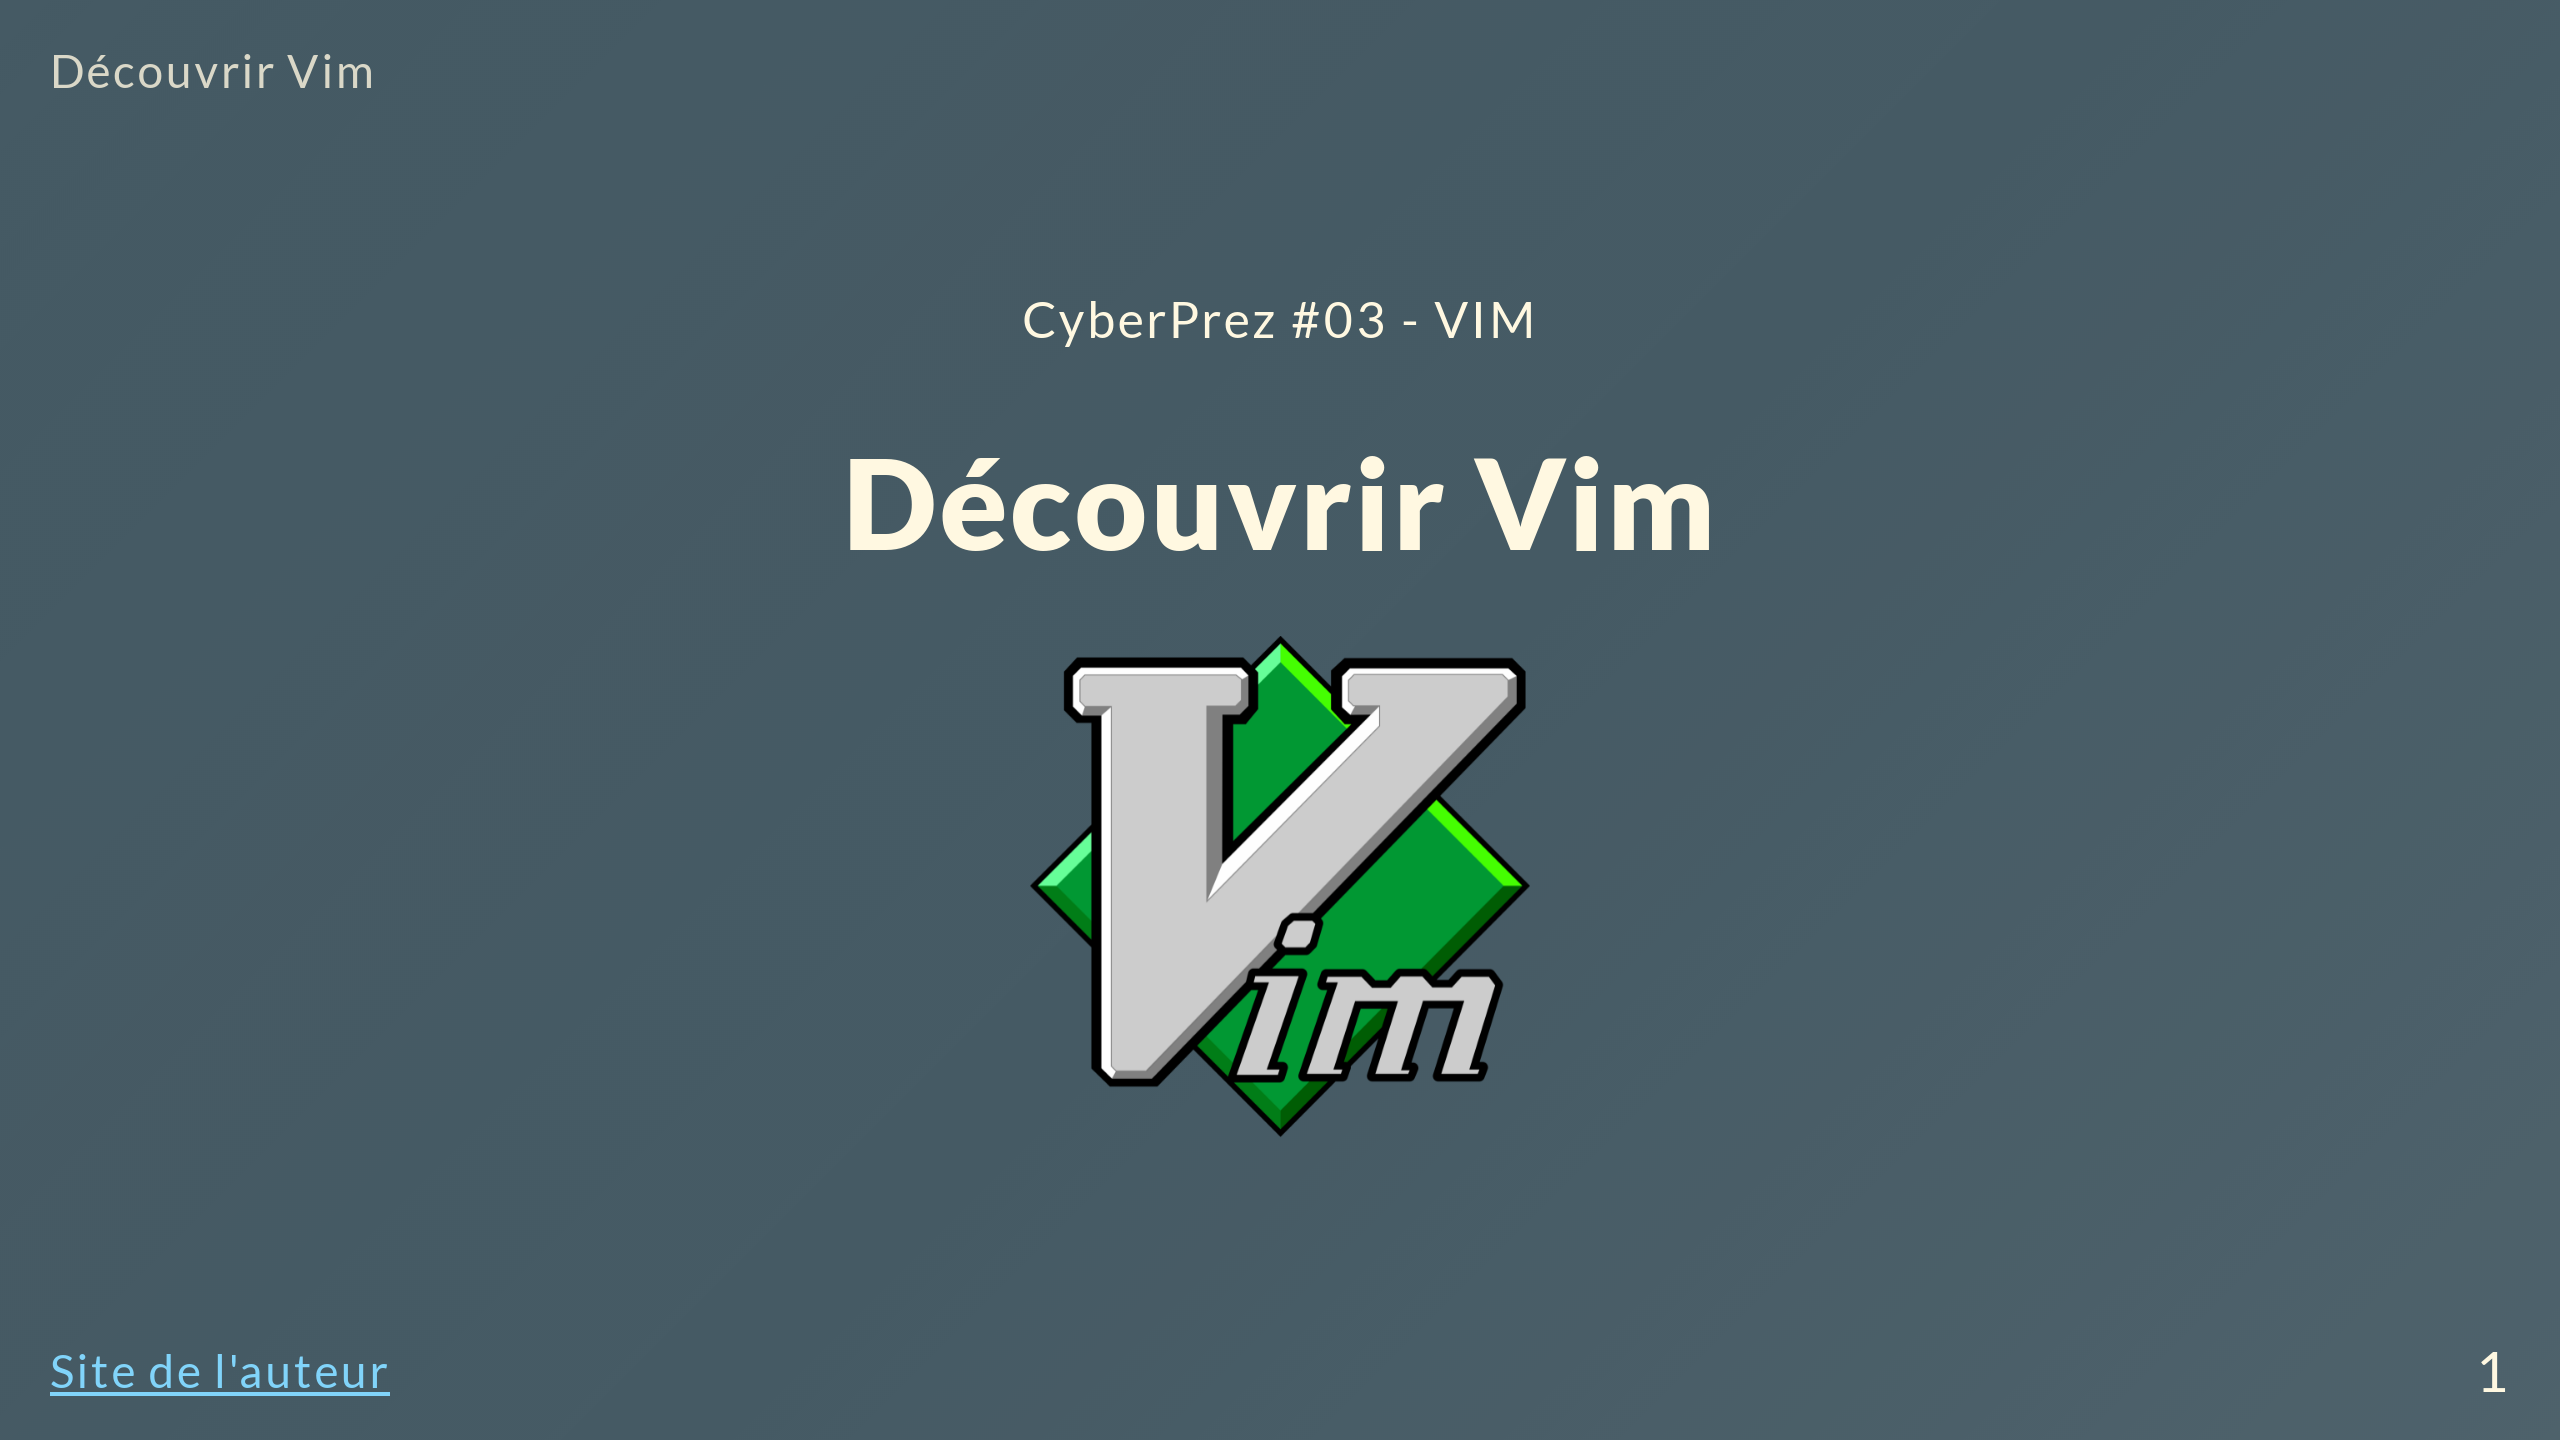 Découvrir Vim
CyberPrez #03 - VIM
Découvrir Vim
Vim
Site de l'auteur
1